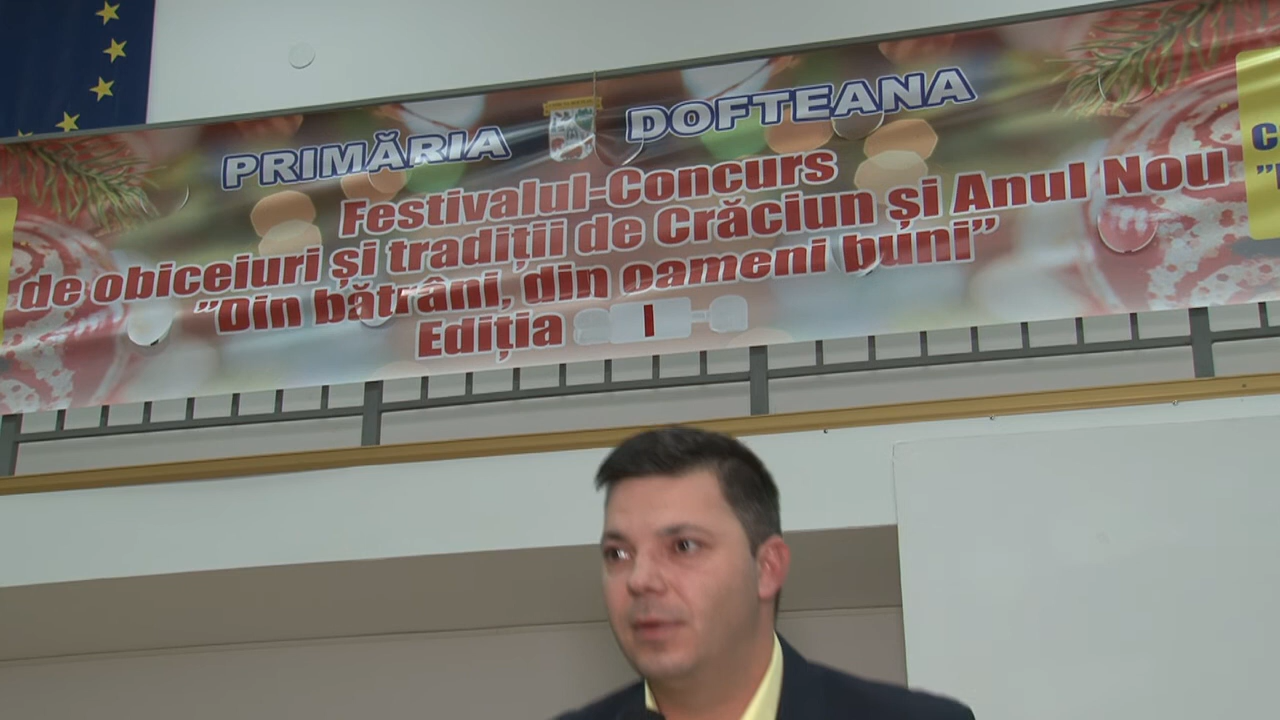 PRIMĂRIA DOFTEANA
Festivalul-Concurs
de obiceiuri și tradiții de Crăciun și Anul Nou
"Din bătrâni, din oameni buni"
Ediția I